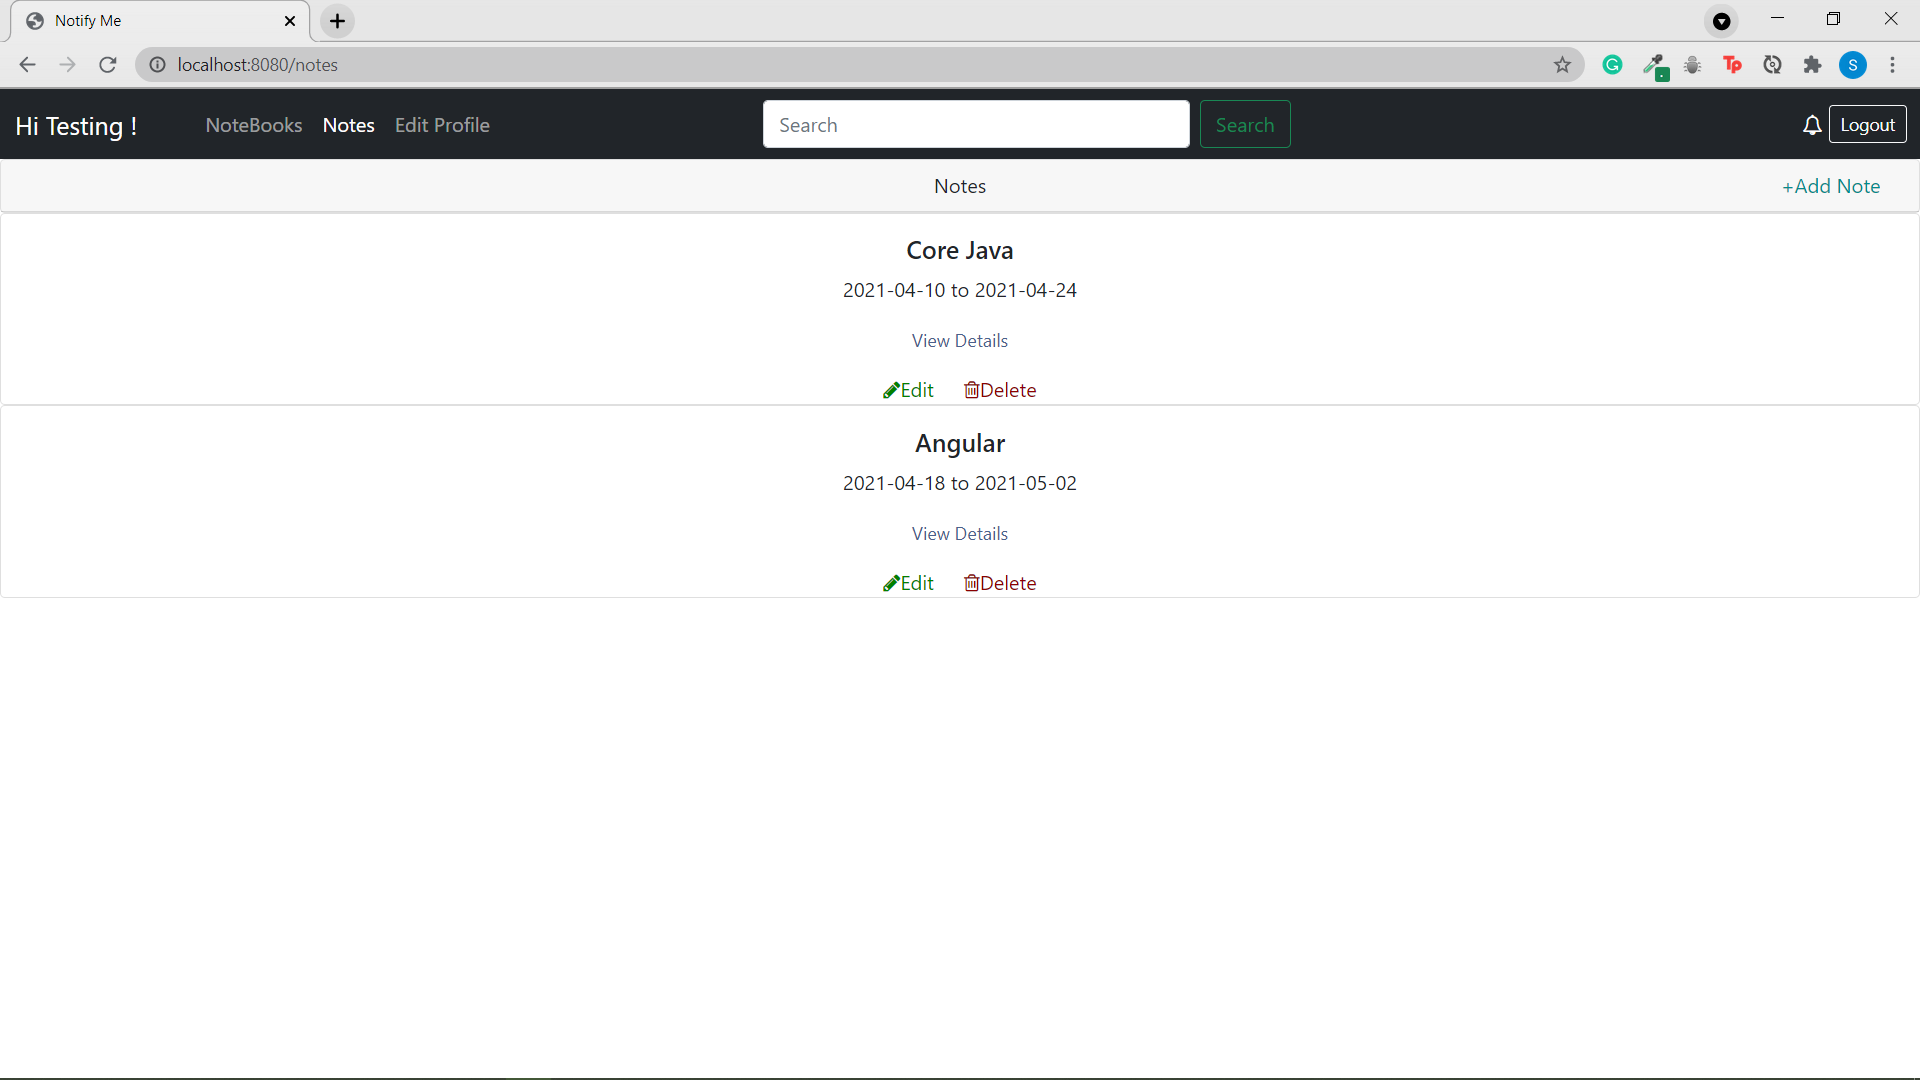 Notify Me
localhost:8080/notes
S
Hi Testing ! NoteBooks Notes Edit Profile Search Search Logout
Notes +Add Note
Core Java
2021-04-10 to 2021-04-24
View Details
Edit Delete
Angular
2021-04-18 to 2021-05-02
View Details
Edit Delete